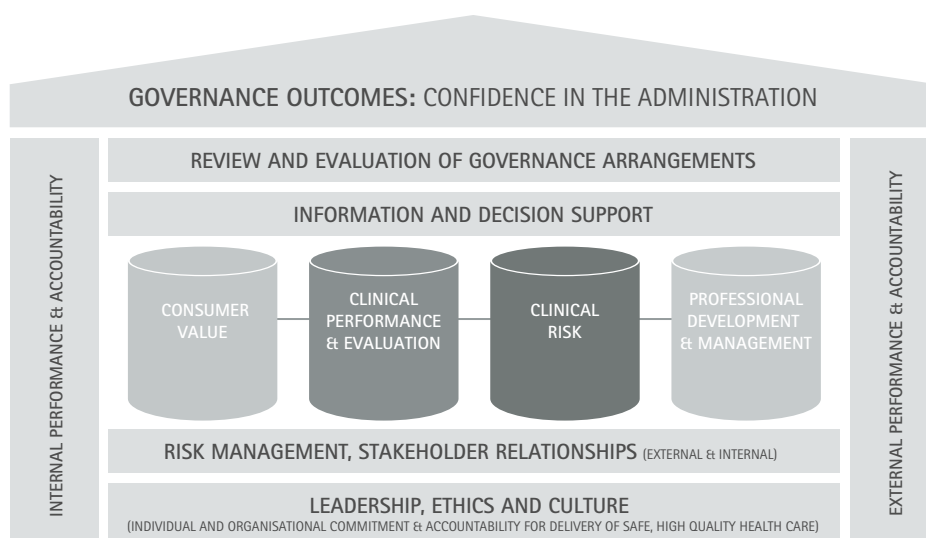 GOVERNANCE OUTCOMES: CONFIDENCE IN THE ADMINISTRATION
INTERNAL PERFORMANCE & ACCOUNTABILITY
REVIEW AND EVALUATION OF GOVERNANCE ARRANGEMENTS
INFORMATION AND DECISION SUPPORT
CONSUMER
VALUE
CLINICAL
PERFORMANCE
& EVALUATION
CLINICAL
RISK
PROFESSIONAL
DEVELOPMENT
& MANAGEMENT
RISK MANAGEMENT, STAKEHOLDER RELATIONSHIPS (EXTERNAL & INTERNAL)
LEADERSHIP, ETHICS AND CULTURE
(INDIVIDUAL AND ORGANISATIONAL COMMITMENT & ACCOUNTABILITY FOR DELIVERY OF SAFE, HIGH QUALITY HEALTH CARE)
EXTERNAL PERFORMANCE & ACCOUNTABILITY